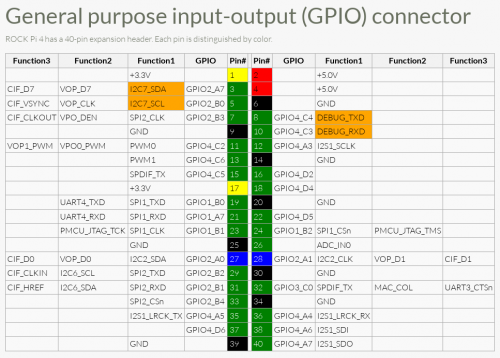 General purpose input-output (GPIO) connector
ROCK Pi 4 has a 40-pin expansion header. Each pin is distinguished by color.
Function3 Function2 Function1 GPIO Pin# Pin# GPIO Function1 Function2 Function3
+3.3V 1 2 +5.0V
CIF_D7 VOP_D7 I2C7_SDA GPIO2_A7 3 4 +5.0V
CIF_VSYNC VOP_CLK I2C7_SCL GPIO2_B0 5 6 GND
CIF_CLKOUT VPO_DEN SPI2_CLK GPIO2_B3 7 8 GPIO4_C4 DEBUG_TXD
GND 9 10 GPIO4_C3 DEBUG_RXD
VOP1_PWM VPO0_PWM PWM0 GPIO4_C2 11 12 GPIO4_A3 I2S1_SCLK
PWM1 GPIO4_C6 13 14 GND
SPDIF_TX GPIO4_C5 15 16 GPIO4_D2
+3.3V 17 18 GPIO4_D4
UART4_TXD SPI1_TXD GPIO1_B0 19 20 GND
UART4_RXD SPI1_RXD GPIO1_A7 21 22 GPIO4_D5
PMCU_JTAG_TCK SPI1_CLK GPIO1_B1 23 24 GPIO1_B2 SPI1_CSn PMCU_JTAG_TMS
GND 25 26 ADC_IN0
CIF_D0 VOP_D0 I2C2_SDA GPIO2_A0 27 28 GPIO2_A1 I2C2_CLK VOP_D1 CIF_D1
CIF_CLKIN I2C6_SCL SPI2_TXD GPIO2_B2 29 30 GND
CIF_HREF I2C6_SDA SPI2_RXD GPIO2_B1 31 32 GPIO3_C0 SPDIF_TX MAC_COL UART3_CTSn
SPI2_CSn GPIO2_B4 33 34 GND
I2S1_LRCK_TX GPIO4_A5 35 36 GPIO4_A4 I2S1_LRCK_RX
GPIO4_D6 37 38 GPIO4_A6 I2S1_SDI
GND 39 40 GPIO4_A7 I2S1_SDO